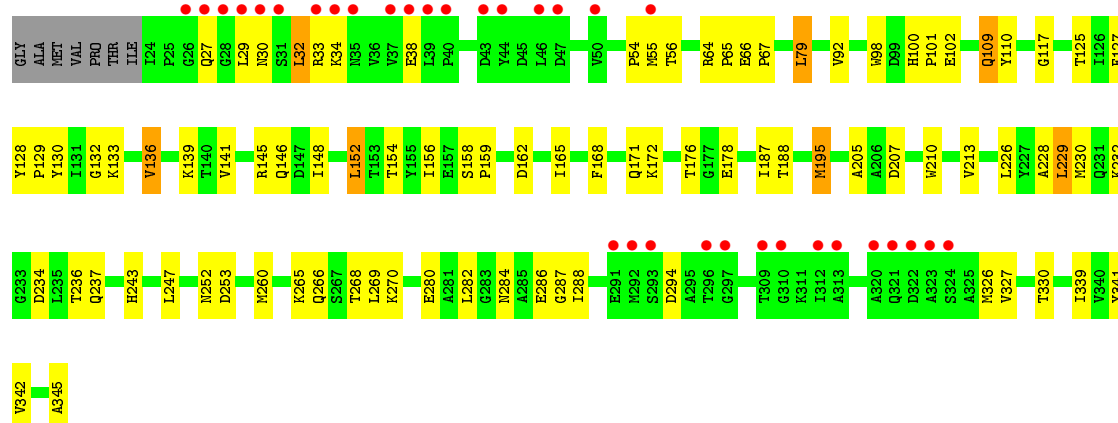 GLY ALA MET VAL PRO THR ILE I24 P25 G26 Q27 G28 L29 N30 S31 L32 R33 K34 N35 V36 V37 E38 L39 P40 D43 Y44 D45 L46 D47 V50 P54 M55 T56 R64 P65 E66 P67 L79 V92 W98 D99 H100 P101 E102 Q109 Y110 G117 T125 I126 E127
Y128 P129 Y130 I131 G132 K133 V136 K139 T140 V141 R145 Q146 D147 I148 L152 T153 T154 Y155 I156 E157 S158 P159 D162 I165 F168 Q171 K172 T176 G177 E178 I187 T188 M195 A205 A206 D207 W210 V213 L226 Y227 A228 L229 M230 Q231 K232
G233 D234 L235 T236 Q237 H243 L247 N252 D253 M260 K265 Q266 S267 T268 L269 K270 E280 A281 L282 G283 N284 A285 E286 G287 I288 E291 M292 S293 D294 A295 T296 G297 T309 G310 K311 I312 A313 A320 Q321 D322 A323 S324 A325 M326 V327 T330 I339 V340 Y341
V342 A345